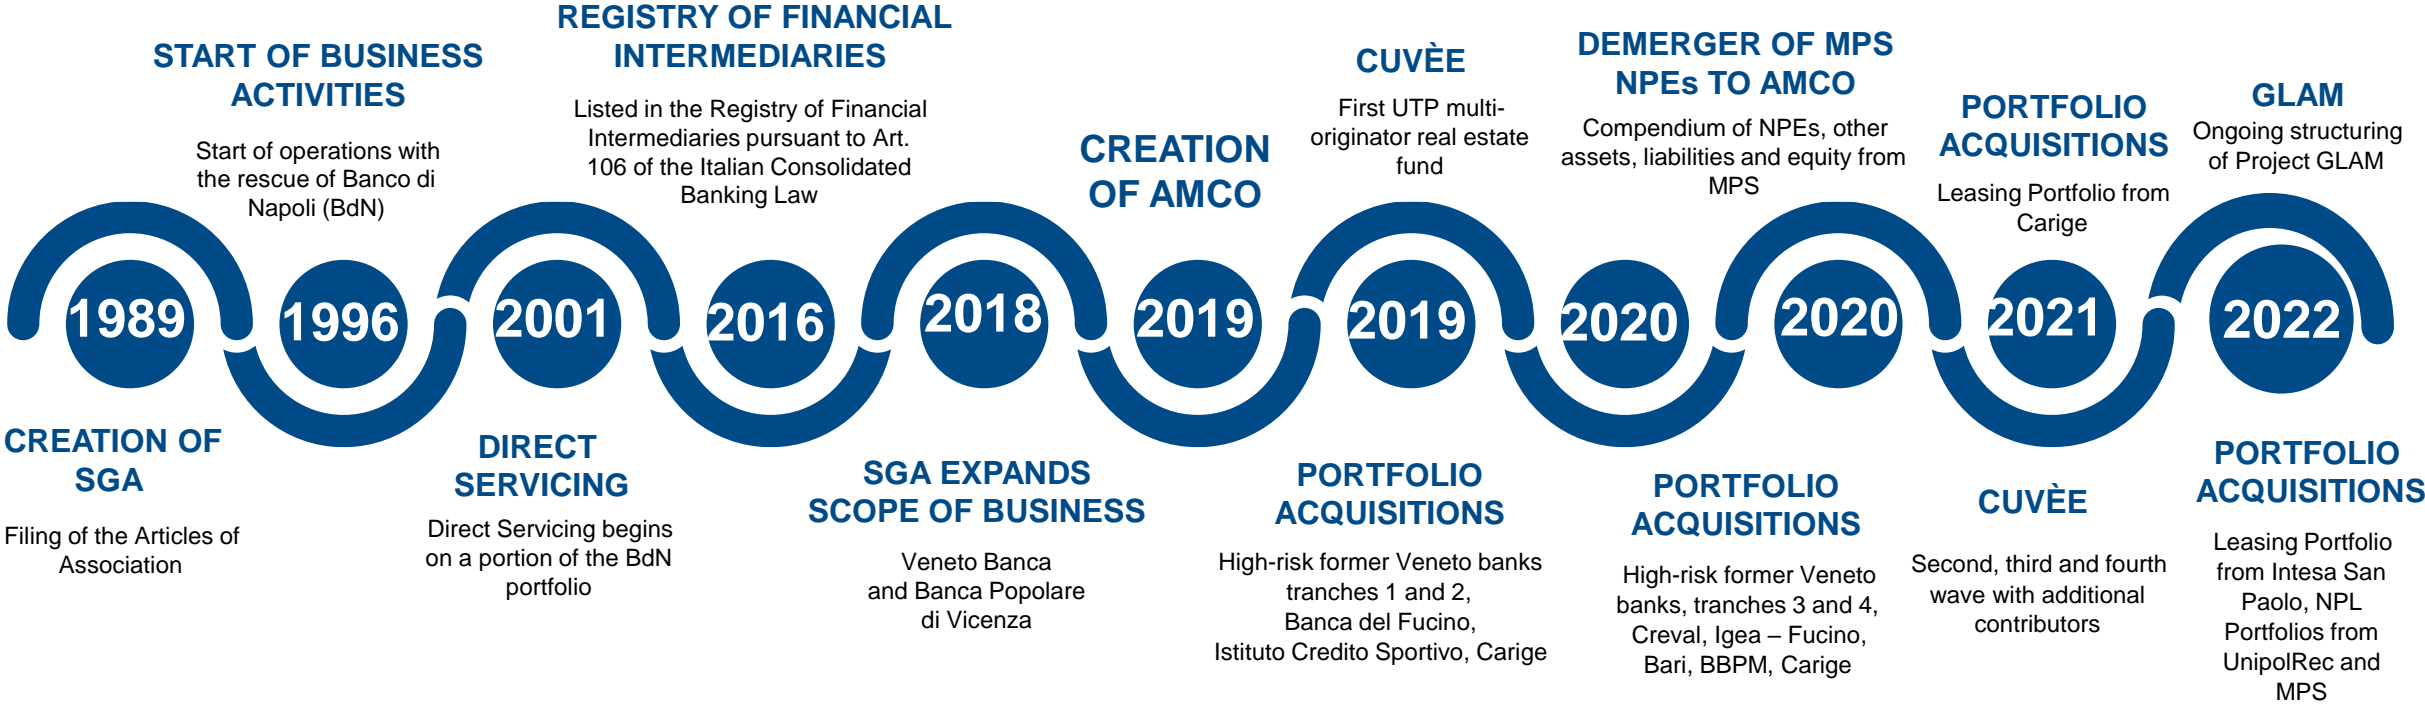 START OF BUSINESS
ACTIVITIES
Start of operations with
the rescue of Banco di
Napoli (BdN)
REGISTRY OF FINANCIAL
INTERMEDIARIES
Listed in the Registry of Financial
Intermediaries pursuant to Art.
106 of the Italian Consolidated
Banking Law
CREATION
OF AMCO
CUVÈE
First UTP multi-
originator real estate
fund
DEMERGER OF MPS
NPEs TO AMCO
Compendium of NPEs, other
assets, liabilities and equity from
MPS
PORTFOLIO
ACQUISITIONS
Leasing Portfolio from
Carige
GLAM
Ongoing structuring
of Project GLAM
1989
1996
2001
2016
2018
2019
2019
2020
2020
2021
2022
CREATION OF
SGA
Filing of the Articles of
Association
DIRECT
SERVICING
Direct Servicing begins
on a portion of the BdN
portfolio
SGA EXPANDS
SCOPE OF BUSINESS
Veneto Banca
and Banca Popolare
di Vicenza
PORTFOLIO
ACQUISITIONS
High-risk former Veneto banks
tranches 1 and 2,
Banca del Fucino,
Istituto Credito Sportivo, Carige
PORTFOLIO
ACQUISITIONS
High-risk former Veneto
banks, tranches 3 and 4,
Creval, Igea – Fucino,
Bari, BBPM, Carige
CUVÈE
Second, third and fourth
wave with additional
contributors
PORTFOLIO
ACQUISITIONS
Leasing Portfolio
from Intesa San
Paolo, NPL
Portfolios from
UnipolRec and
MPS